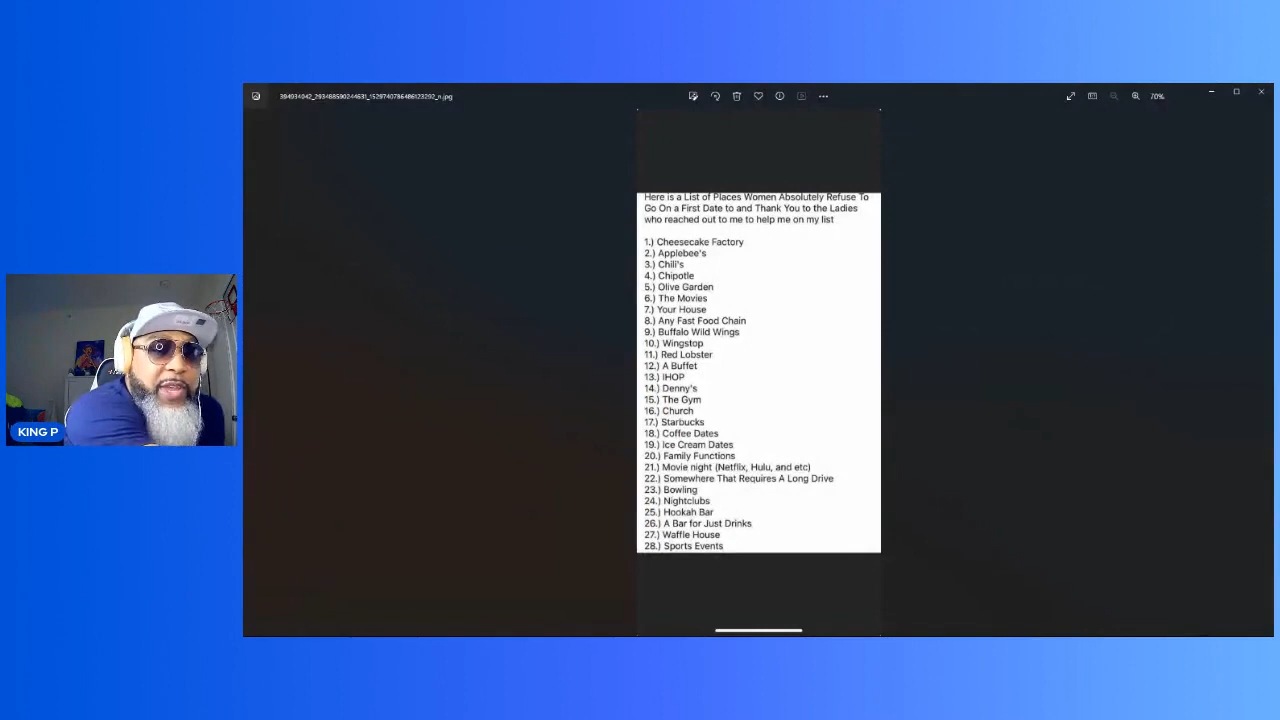 394934042_293488590244631_1529740786486123292_n.jpg
70%
Here is a List of Places Women Absolutely Refuse To
Go On a First Date to and Thank You to the Ladies
who reached out to me to help me on my list
1.) Cheesecake Factory
2.) Applebee's
3.) Chili's
4.) Chipotle
5.) Olive Garden
6.) The Movies
7.) Your House
8.) Any Fast Food Chain
9.) Buffalo Wild Wings
10.) Wingstop
11.) Red Lobster
12.) A Buffet
13.) IHOP
14.) Denny's
15.) The Gym
16.) Church
17.) Starbucks
18.) Coffee Dates
19.) Ice Cream Dates
20.) Family Functions
21.) Movie night (Netflix, Hulu, and etc)
22.) Somewhere That Requires A Long Drive
23.) Bowling
24.) Nightclubs
25.) Hookah Bar
26.) A Bar for Just Drinks
27.) Waffle House
28.) Sports Events
KING P